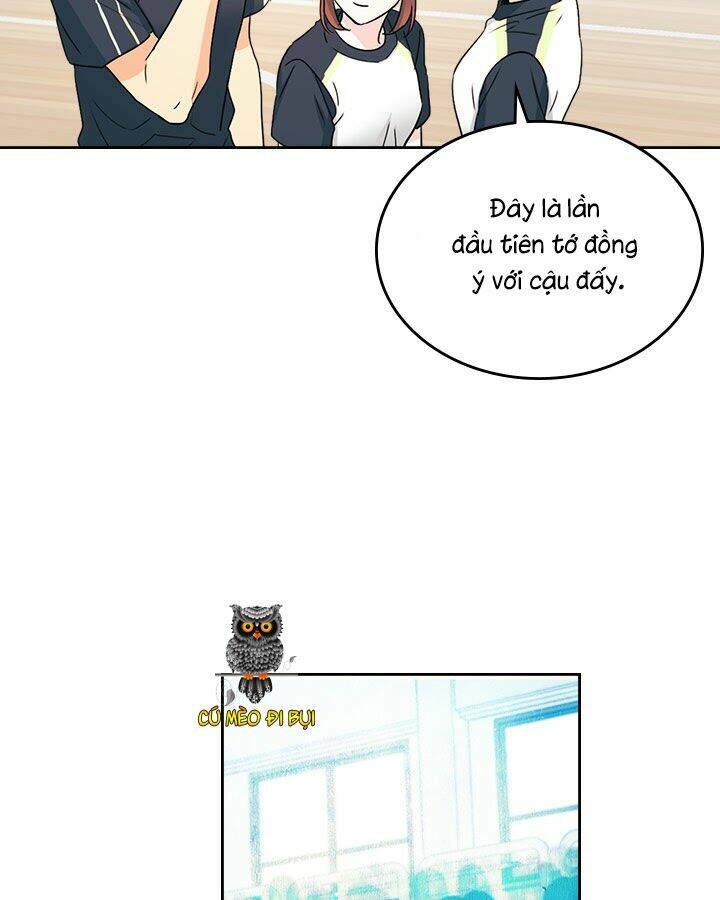 Đây là lần
đầu tiên tớ đồng
ý với cậu đấy.
CÚ MÈO ĐI BỤI